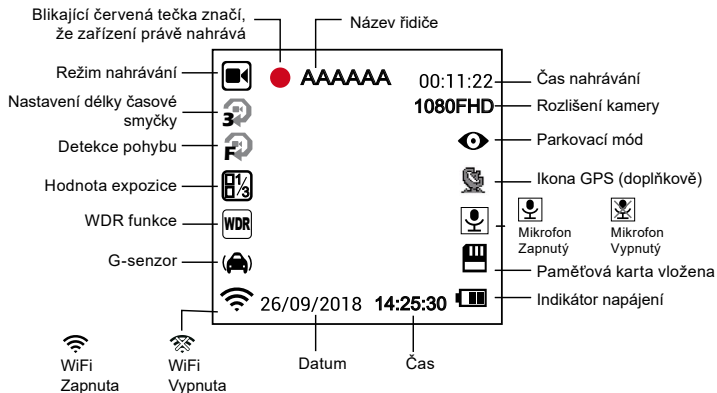 Blikající červená tečka značí,
že zařízení právě nahrává
Název řidiče
Režim nahrávání
AAAAAA
00:11:22
Čas nahrávání
Nastavení délky časové
smyčky
3
1080FHD
Rozlišení kamery
Detekce pohybu
F
Parkovací mód
Hodnota expozice
1/3
Ikona GPS (doplňkově)
WDR funkce
WDR
Mikrofon
Zapnutý
Mikrofon
Vypnutý
G-senzor
Paměťová karta vložena
26/09/2018
14:25:30
Indikátor napájení
WiFi
Zapnuta
WiFi
Vypnuta
Datum
Čas